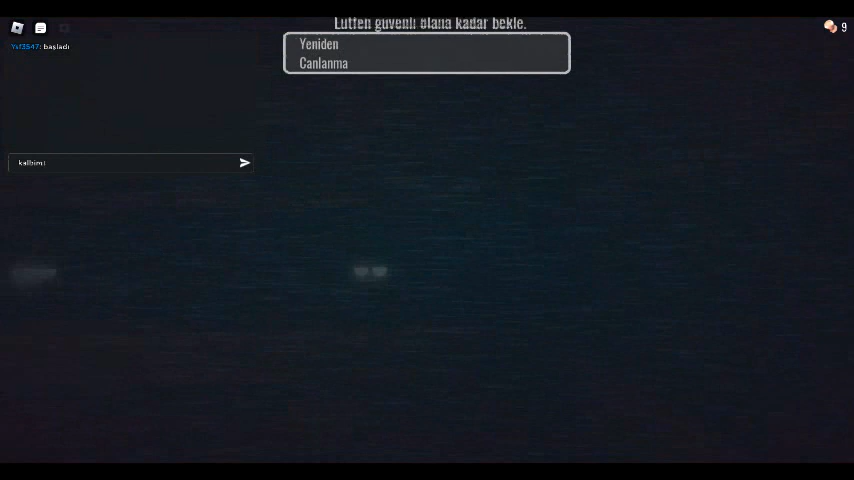 Lütfen güvenli olana kadar bekle.
9
Yeniden
Canlanma
Ysf3547: başladı
kalbimi